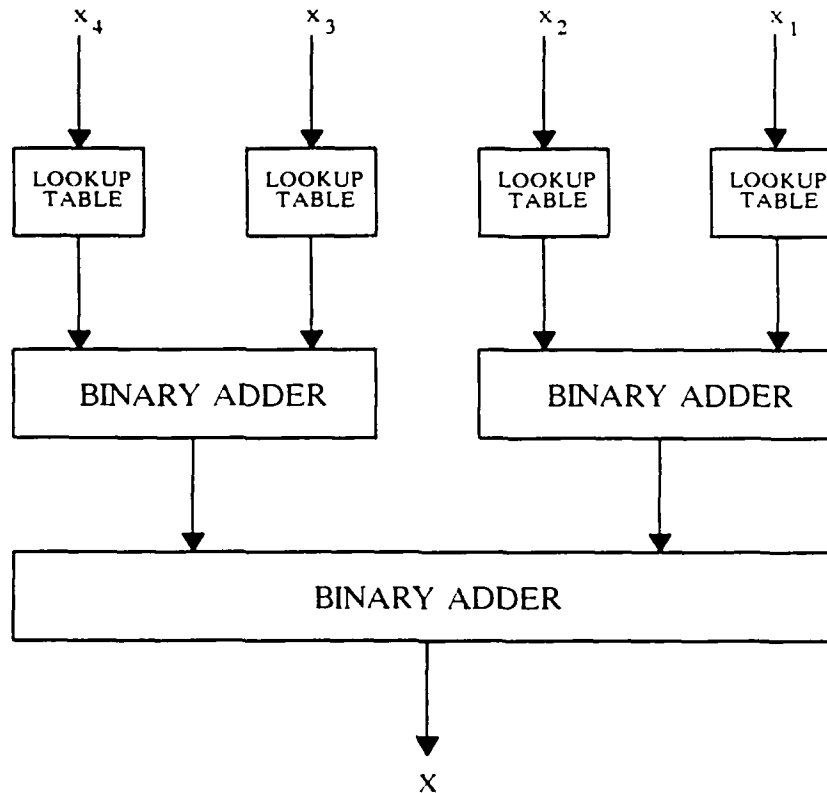 x₄ x₃ x₂ x₁
LOOKUP TABLE LOOKUP TABLE LOOKUP TABLE LOOKUP TABLE
BINARY ADDER BINARY ADDER
BINARY ADDER
X